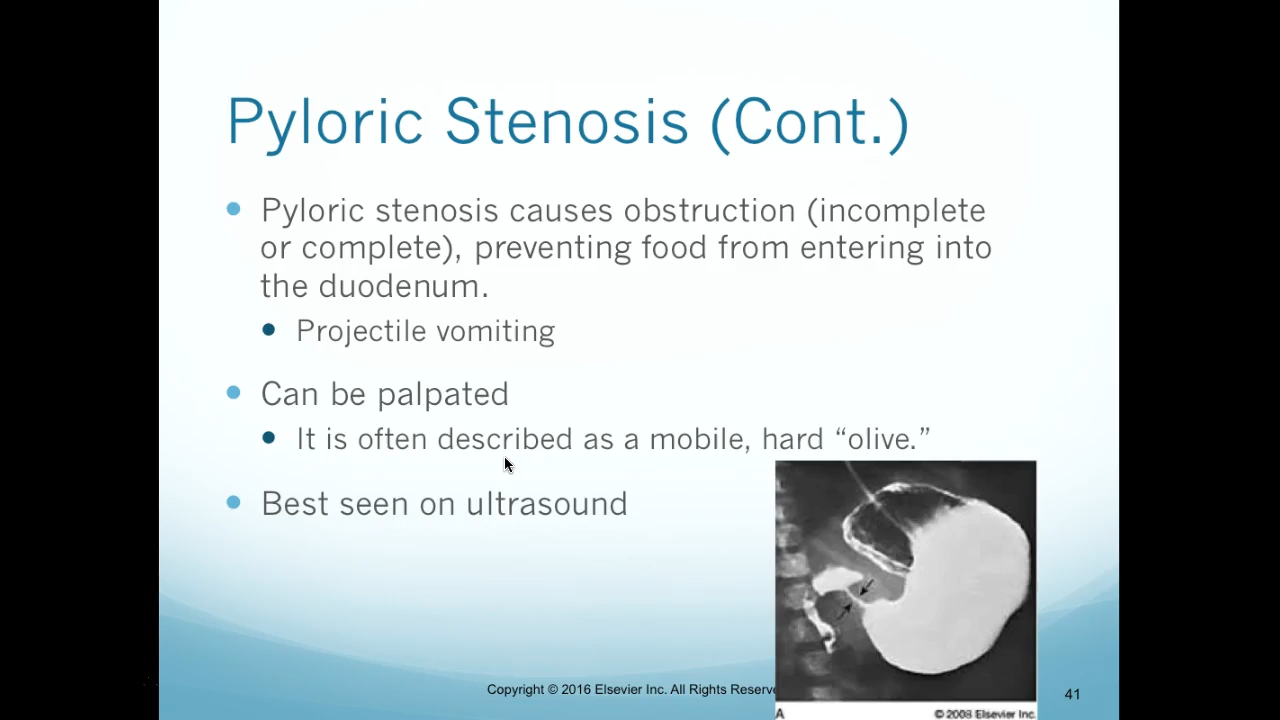 Pyloric Stenosis (Cont.)
Pyloric stenosis causes obstruction (incomplete
or complete), preventing food from entering into
the duodenum.
Projectile vomiting
Can be palpated
It is often described as a mobile, hard “olive.”
Best seen on ultrasound
Copyright © 2016 Elsevier Inc. All Rights Reserve
41
A
© 2008 Elsevier Inc.